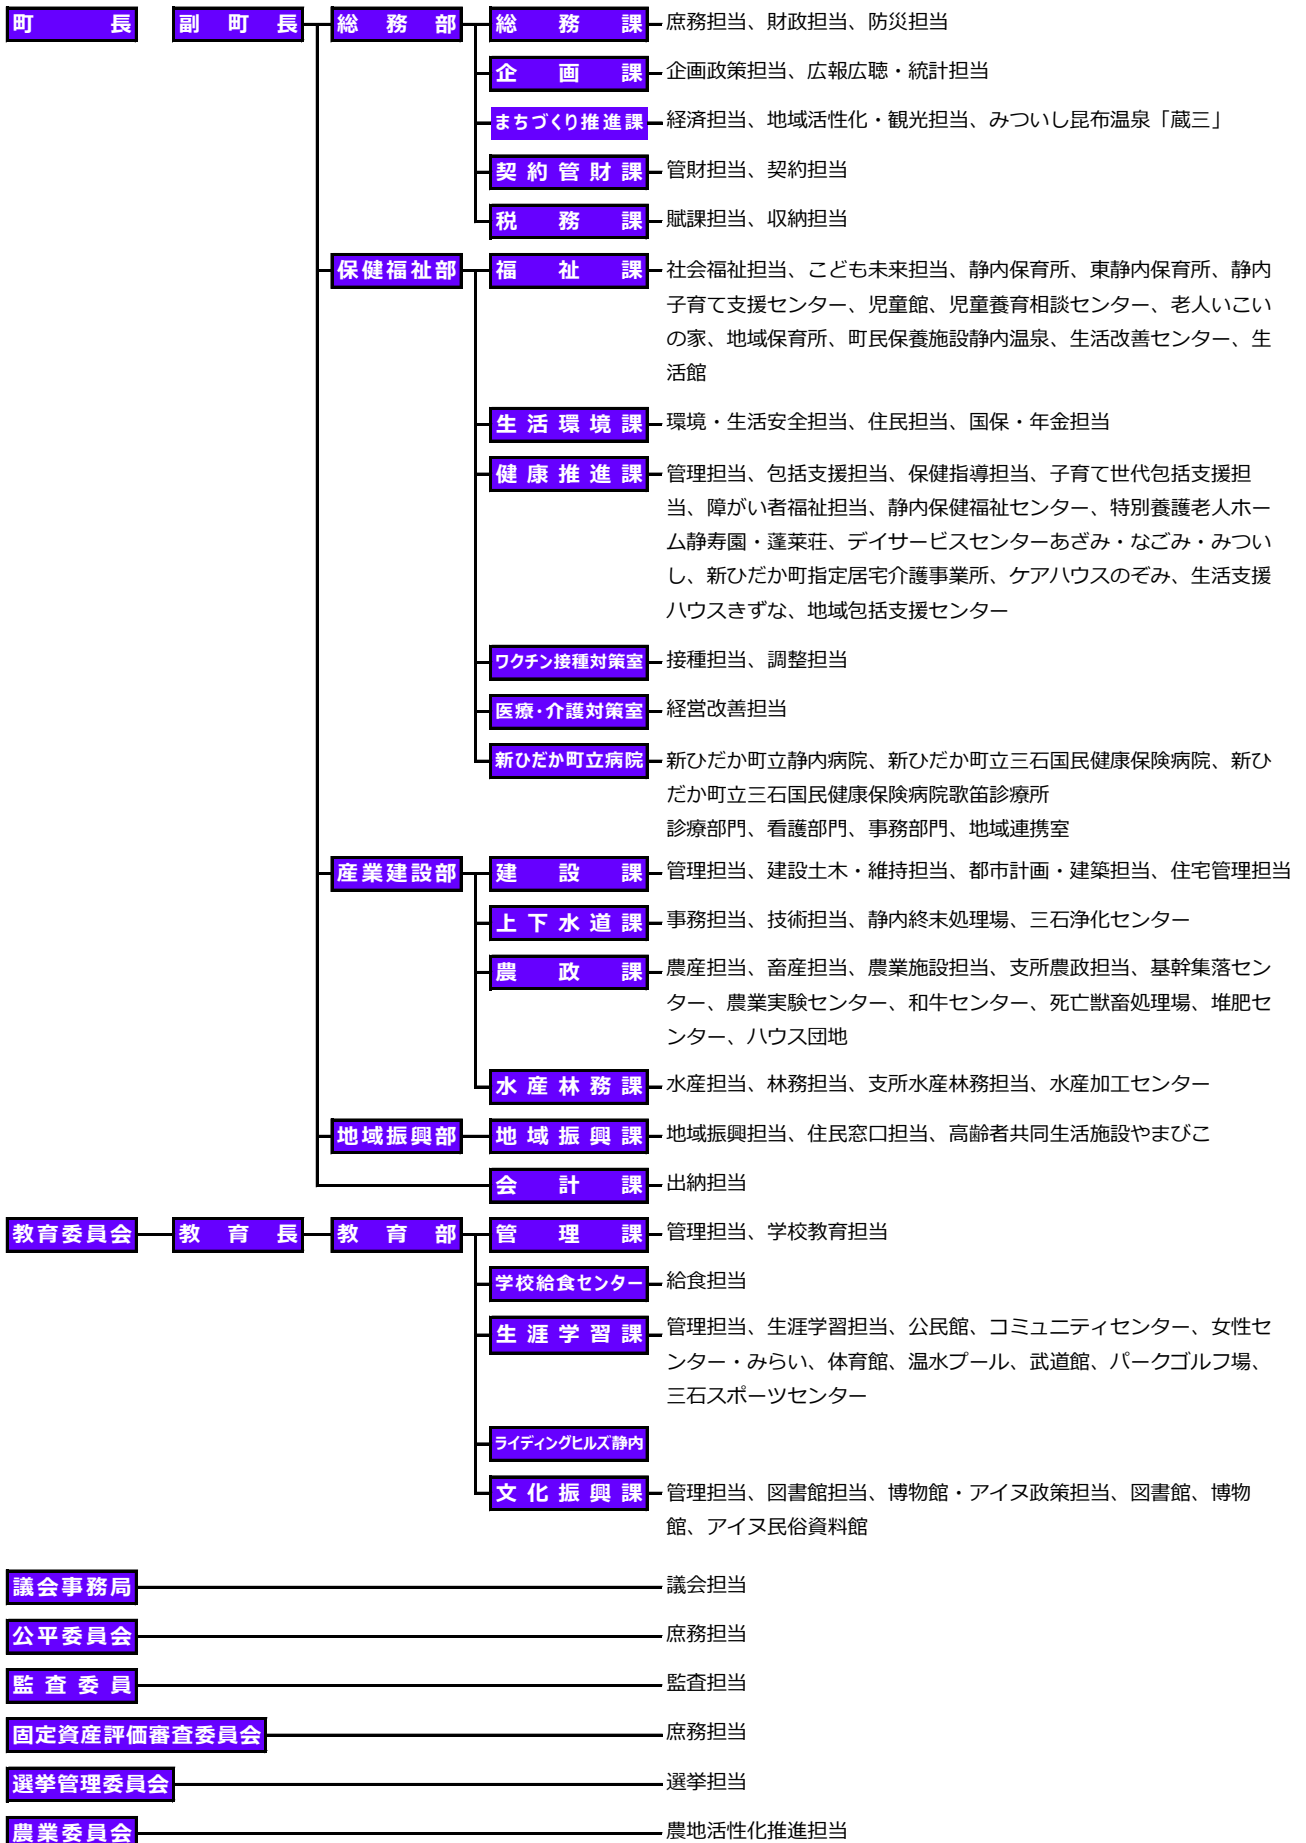 町長 副町長 総務部 総務課 庶務担当、財政担当、防災担当
企画課 企画政策担当、広報広聴・統計担当
まちづくり推進課 経済担当、地域活性化・観光担当、みついし昆布温泉「蔵三」
契約管財課 管財担当、契約担当
税務課 賦課担当、収納担当
保健福祉部 福祉課 社会福祉担当、こども未来担当、静内保育所、東静内保育所、静内
子育て支援センター、児童館、児童養育相談センター、老人いこい
の家、地域保育所、町民保養施設静内温泉、生活改善センター、生
活館
生活環境課 環境・生活安全担当、住民担当、国保・年金担当
健康推進課 管理担当、包括支援担当、保健指導担当、子育て世代包括支援担
当、障がい者福祉担当、静内保健福祉センター、特別養護老人ホー
ム静寿園・蓬莱荘、デイサービスセンターあざみ・なごみ・みつい
し、新ひだか町指定居宅介護事業所、ケアハウスのぞみ、生活支援
ハウスきずな、地域包括支援センター
ワクチン接種対策室 接種担当、調整担当
医療・介護対策室 経営改善担当
新ひだか町立病院 新ひだか町立静内病院、新ひだか町立三石国民健康保険病院、新ひ
だか町立三石国民健康保険病院歌笛診療所
診療部門、看護部門、事務部門、地域連携室
産業建設部 建設課 管理担当、建設土木・維持担当、都市計画・建築担当、住宅管理担当
上下水道課 事務担当、技術担当、静内終末処理場、三石浄化センター
農政課 農産担当、畜産担当、農業施設担当、支所農政担当、基幹集落セン
ター、農業実験センター、和牛センター、死亡獣畜処理場、堆肥セ
ンター、ハウス団地
水産林務課 水産担当、林務担当、支所水産林務担当、水産加工センター
地域振興部 地域振興課 地域振興担当、住民窓口担当、高齢者共同生活施設やまびこ
会計課 出納担当
教育委員会 教育長 教育部 管理課 管理担当、学校教育担当
学校給食センター 給食担当
生涯学習課 管理担当、生涯学習担当、公民館、コミュニティセンター、女性セ
ンター・みらい、体育館、温水プール、武道館、パークゴルフ場、
三石スポーツセンター
ライディングヒルズ静内
文化振興課 管理担当、図書館担当、博物館・アイヌ政策担当、図書館、博物
館、アイヌ民俗資料館
議会事務局 議会担当
公平委員会 庶務担当
監査委員 監査担当
固定資産評価審査委員会 庶務担当
選挙管理委員会 選挙担当
農業委員会 農地活性化推進担当